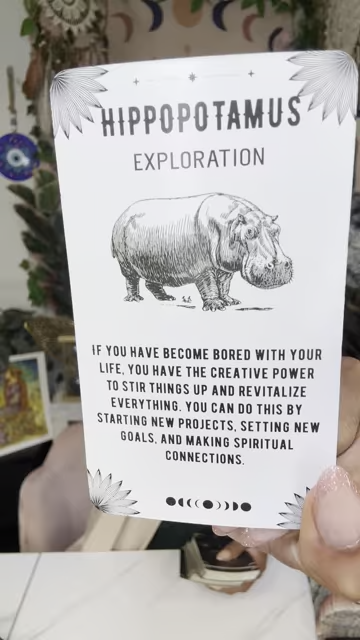 HIPPOPOTAMUS
EXPLORATION
IF YOU HAVE BECOME BORED WITH YOUR
LIFE, YOU HAVE THE CREATIVE POWER
TO STIR THINGS UP AND REVITALIZE
EVERYTHING. YOU CAN DO THIS BY
STARTING NEW PROJECTS, SETTING NEW
GOALS, AND MAKING SPIRITUAL
CONNECTIONS.